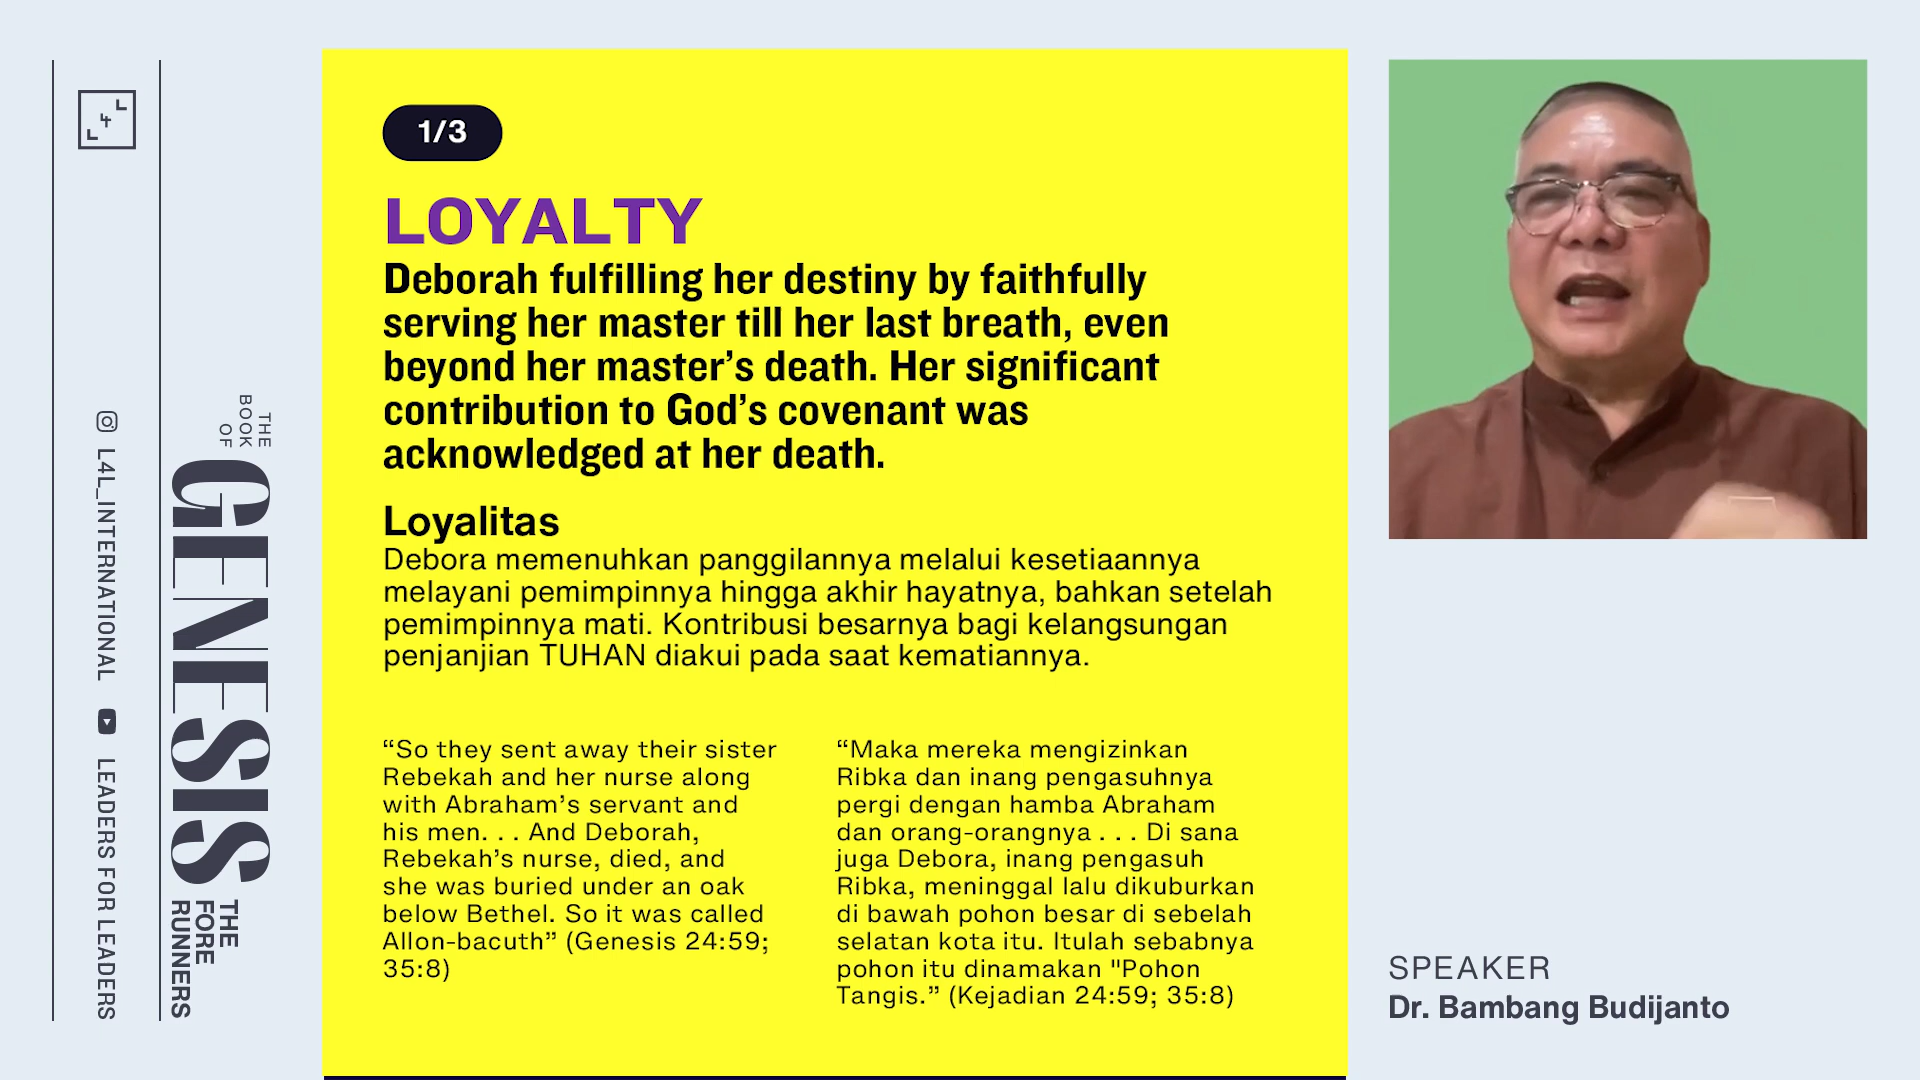 L4L_INTERNATIONAL
LEADERS FOR LEADERS
THE
BOOK
OF
GENESIS
THE
FORE
RUNNERS
1/3
LOYALTY
Deborah fulfilling her destiny by faithfully
serving her master till her last breath, even
beyond her master’s death. Her significant
contribution to God’s covenant was
acknowledged at her death.
Loyalitas
Debora memenuhkan panggilannya melalui kesetiaannya
melayani pemimpinnya hingga akhir hayatnya, bahkan setelah
pemimpinnya mati. Kontribusi besarnya bagi kelangsungan
penjanjian TUHAN diakui pada saat kematiannya.
“So they sent away their sister
Rebekah and her nurse along
with Abraham’s servant and
his men. . . And Deborah,
Rebekah’s nurse, died, and
she was buried under an oak
below Bethel. So it was called
Allon-bacuth” (Genesis 24:59;
35:8)
“Maka mereka mengizinkan
Ribka dan inang pengasuhnya
pergi dengan hamba Abraham
dan orang-orangnya . . . Di sana
juga Debora, inang pengasuh
Ribka, meninggal lalu dikuburkan
di bawah pohon besar di sebelah
selatan kota itu. Itulah sebabnya
pohon itu dinamakan "Pohon
Tangis.” (Kejadian 24:59; 35:8)
SPEAKER
Dr. Bambang Budijanto